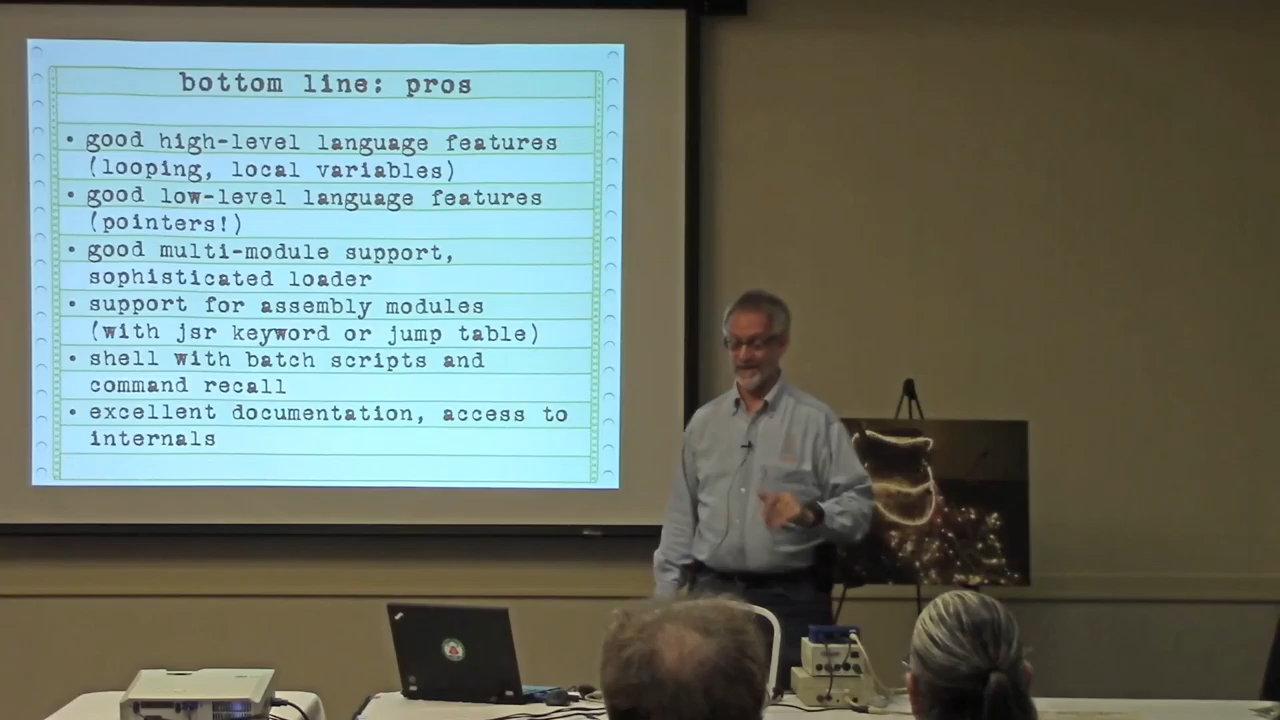 bottom line: pros
• good high-level language features
(looping, local variables)
• good low-level language features
(pointers!)
• good multi-module support,
sophisticated loader
• support for assembly modules
(with jsr keyword or jump table)
• shell with batch scripts and
command recall
• excellent documentation, access to
internals